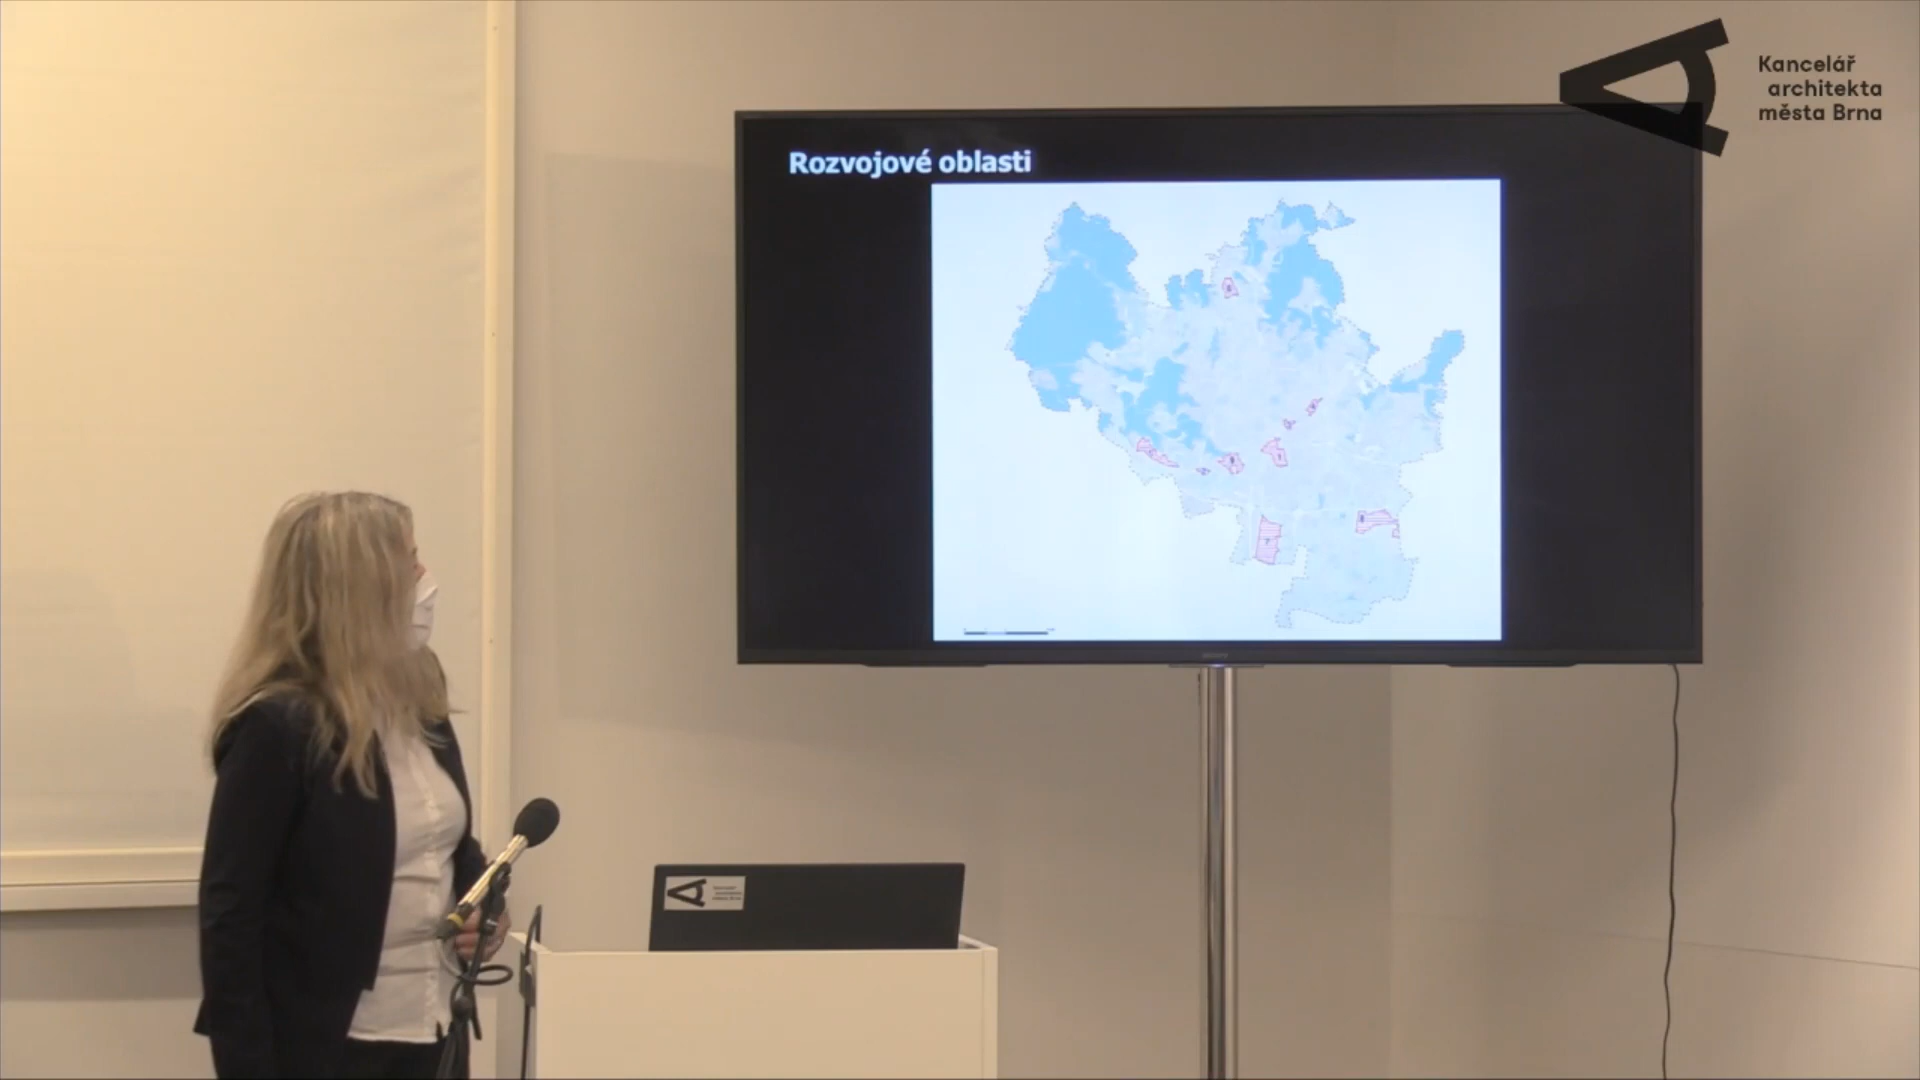 Kancelář
architekta
města Brna
Rozvojové oblasti